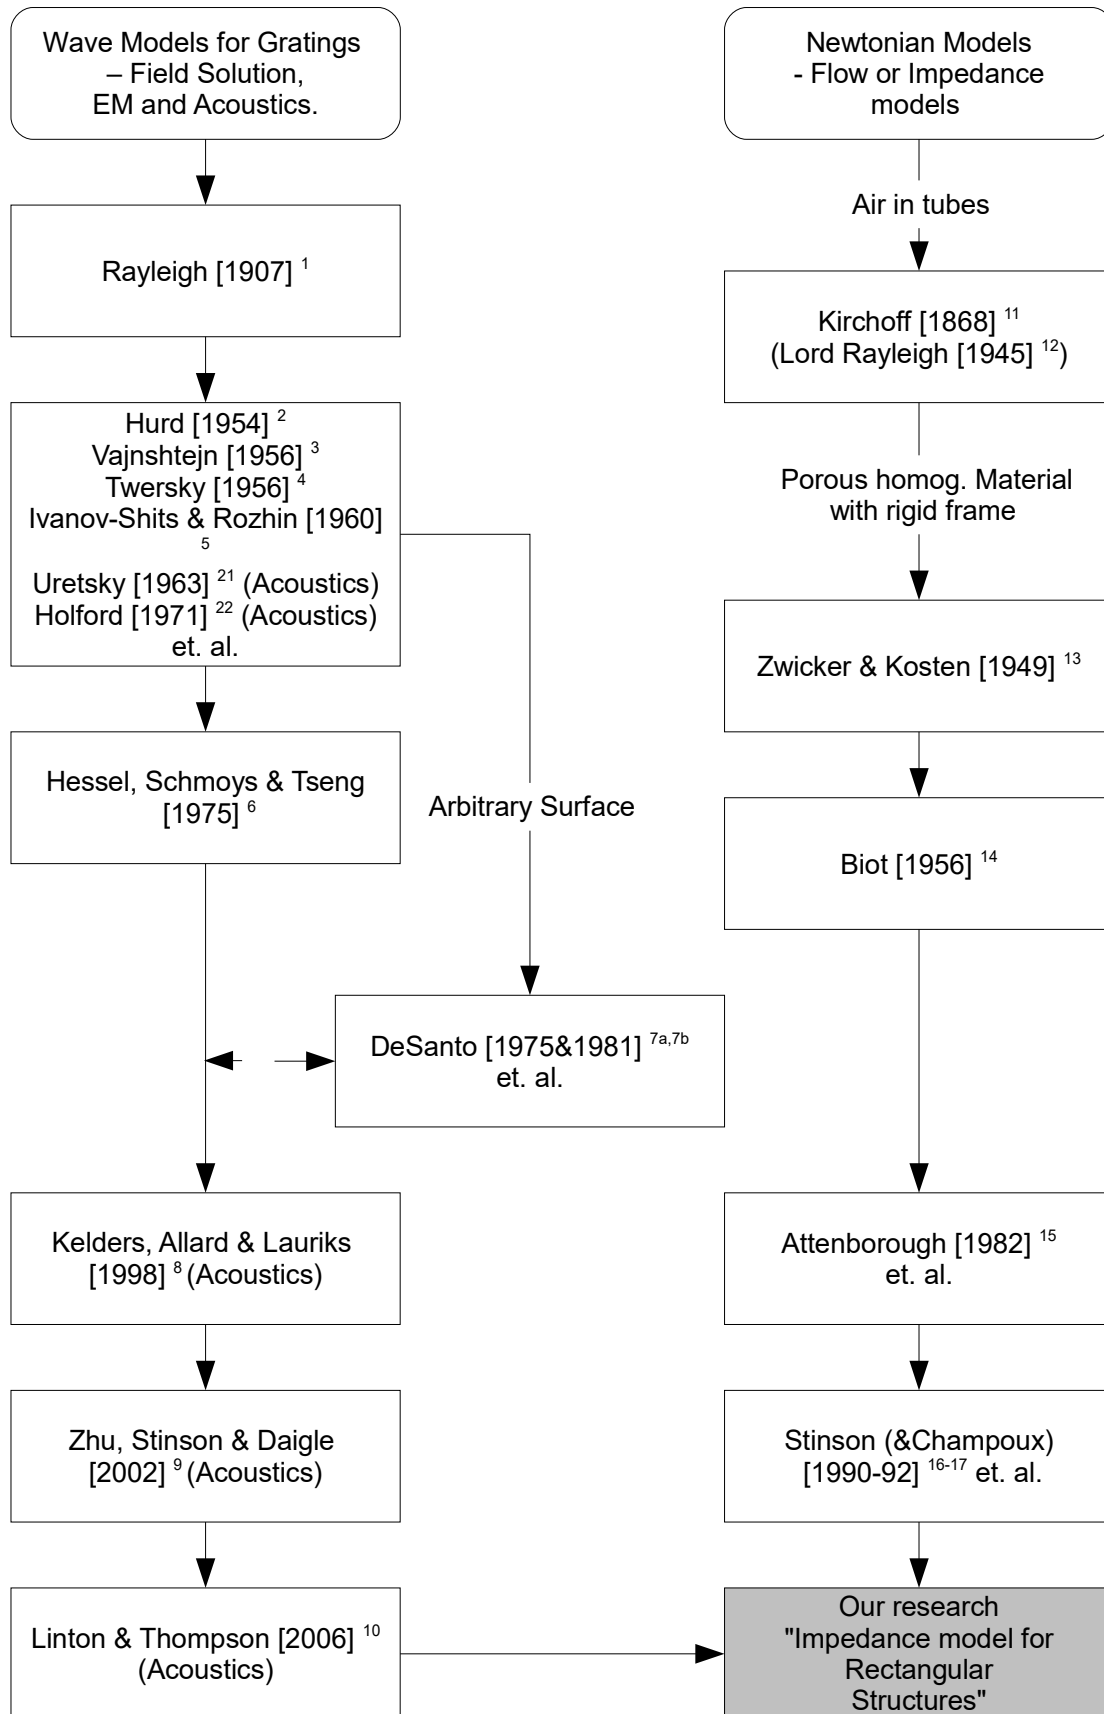 Wave Models for Gratings
– Field Solution,
EM and Acoustics.
Rayleigh [1907] 1
Hurd [1954] 2
Vajnshtejn [1956] 3
Twersky [1956] 4
Ivanov-Shits & Rozhin [1960]
5
Uretsky [1963] 21 (Acoustics)
Holford [1971] 22 (Acoustics)
et. al.
Hessel, Schmoys & Tseng
[1975] 6
Arbitrary Surface
DeSanto [1975&1981] 7a,7b
et. al.
Kelders, Allard & Lauriks
[1998] 8 (Acoustics)
Zhu, Stinson & Daigle
[2002] 9 (Acoustics)
Linton & Thompson [2006] 10
(Acoustics)
Newtonian Models
- Flow or Impedance
models
Air in tubes
Kirchoff [1868] 11
(Lord Rayleigh [1945] 12)
Porous homog. Material
with rigid frame
Zwicker & Kosten [1949] 13
Biot [1956] 14
Attenborough [1982] 15
et. al.
Stinson (&Champoux)
[1990-92] 16-17 et. al.
Our research
"Impedance model for
Rectangular
Structures"